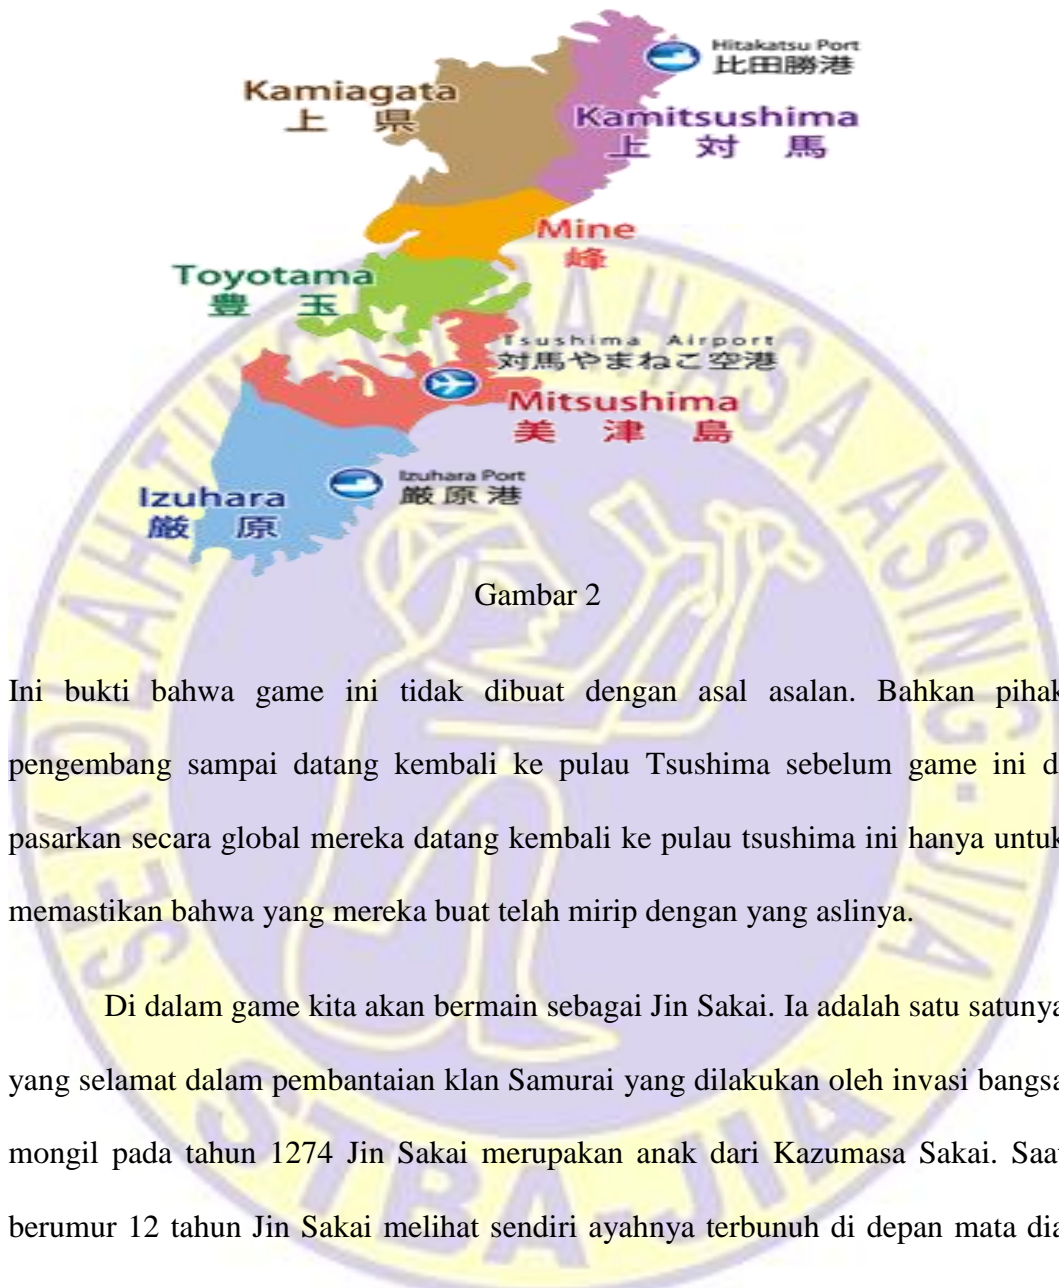 Hitakatsu Port
比田勝港
Kamiagata
上県
Kamitsushima
上対馬
Mine
峰
Toyotama
豊玉
Tsushima Airport
対馬やまねこ空港
Mitsushima
美津島
Izuhara Port
厳原港
Izuhara
厳原
Gambar 2
Ini bukti bahwa game ini tidak dibuat dengan asal asalan. Bahkan pihak
pengembang sampai datang kembali ke pulau Tsushima sebelum game ini d
pasarkan secara global mereka datang kembali ke pulau tsushima ini hanya untuk
memastikan bahwa yang mereka buat telah mirip dengan yang aslinya.
Di dalam game kita akan bermain sebagai Jin Sakai. Ia adalah satu satunya
yang selamat dalam pembantaian klan Samurai yang dilakukan oleh invasi bangsa
mongil pada tahun 1274 Jin Sakai merupakan anak dari Kazumasa Sakai. Saa
berumur 12 tahun Jin Sakai melihat sendiri ayahnya terbunuh di depan mata dia
BAHASA ASING-JIA
STBA-JIA